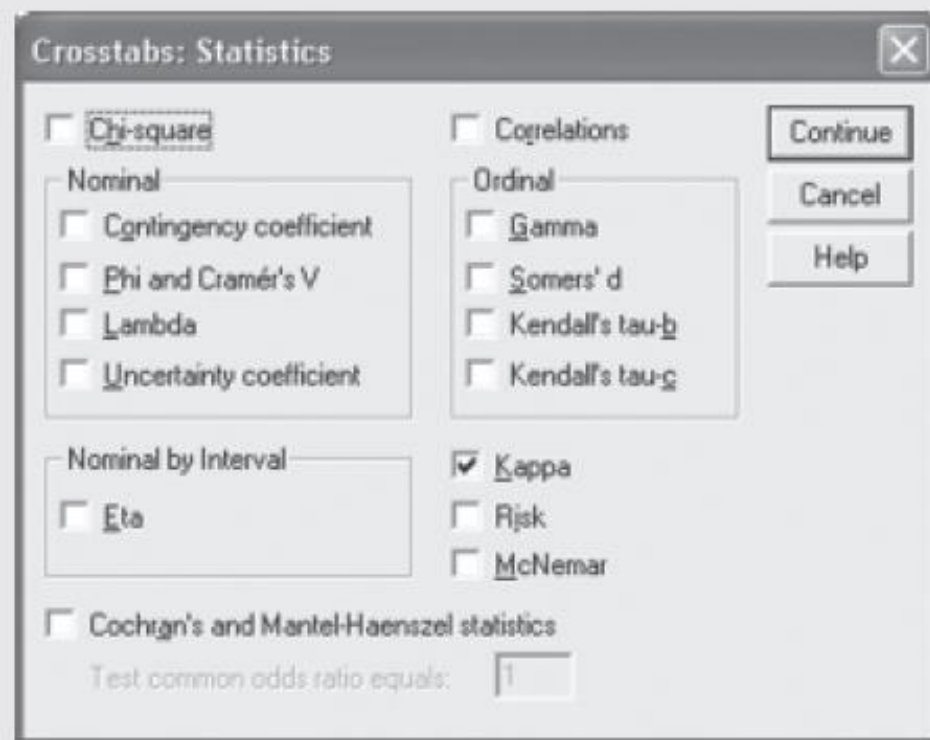 Crosstabs: Statistics
Chi-square
Correlations
Continue
Nominal
Ordinal
Cancel
Contingency coefficient
Gamma
Help
Phi and Cramér's V
Somers' d
Lambda
Kendall's tau-b
Uncertainty coefficient
Kendall's tau-c
Nominal by Interval
Kappa
Eta
Risk
McNemar
Cochran's and Mantel-Haenszel statistics
Test common odds ratio equals: 1